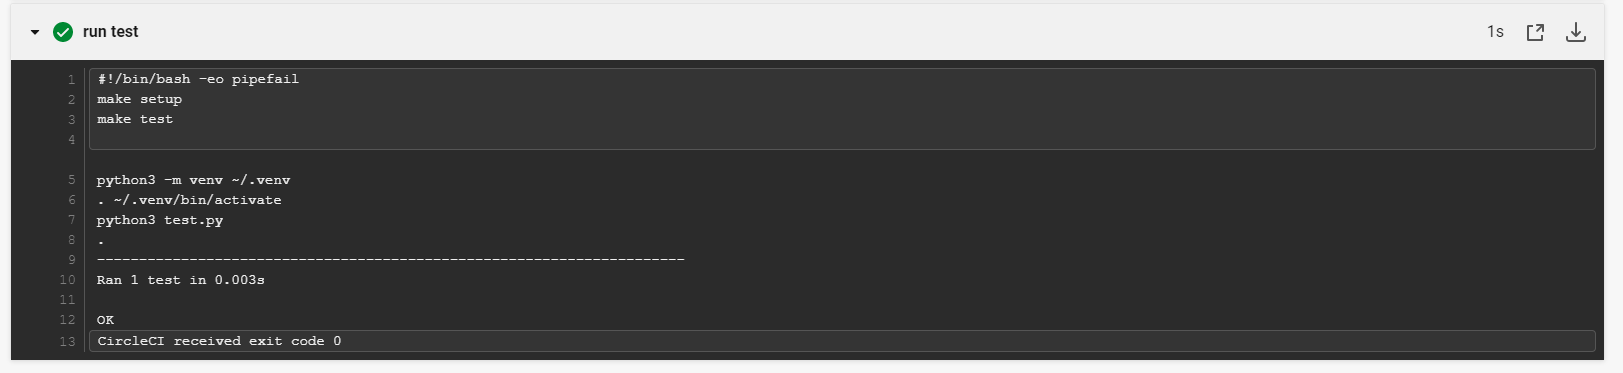 run test
1s
1 #!/bin/bash -eo pipefail
2 make setup
3 make test
4
5 python3 -m venv ~/.venv
6 . ~/.venv/bin/activate
7 python3 test.py
8 .
9 ----------------------------------------------------------------------
10 Ran 1 test in 0.003s
11
12 OK
13 CircleCI received exit code 0